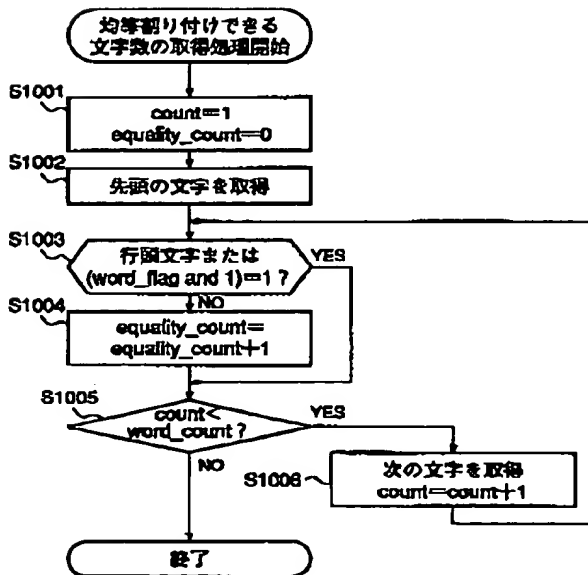 均等割り付けできる
文字数の取得処理開始
S1001
count=1
equality_count=0
S1002
先頭の文字を取得
S1003
行頭文字または
(word_flag and 1)=1 ?
YES
NO
S1004
equality_count=
equality_count+1
S1005
count<
word_count ?
YES
NO
S1006
次の文字を取得
count=count+1
終了